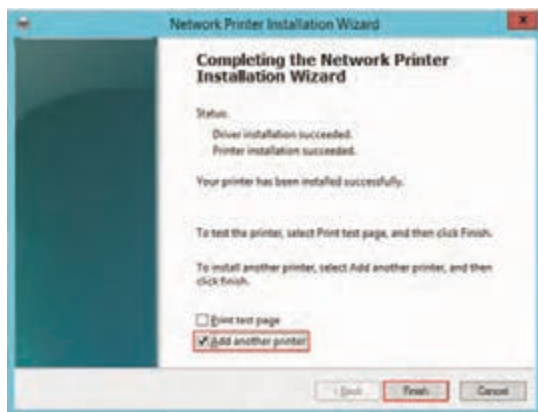 Network Printer Installation Wizard
Completing the Network Printer
Installation Wizard
Status:
Driver installation succeeded.
Printer installation succeeded.
Your printer has been installed successfully.
To test the printer, select Print test page, and then click Finish.
To install another printer, select Add another printer, and then
click finish.
Print test page
Add another printer
< Back Finish Cancel